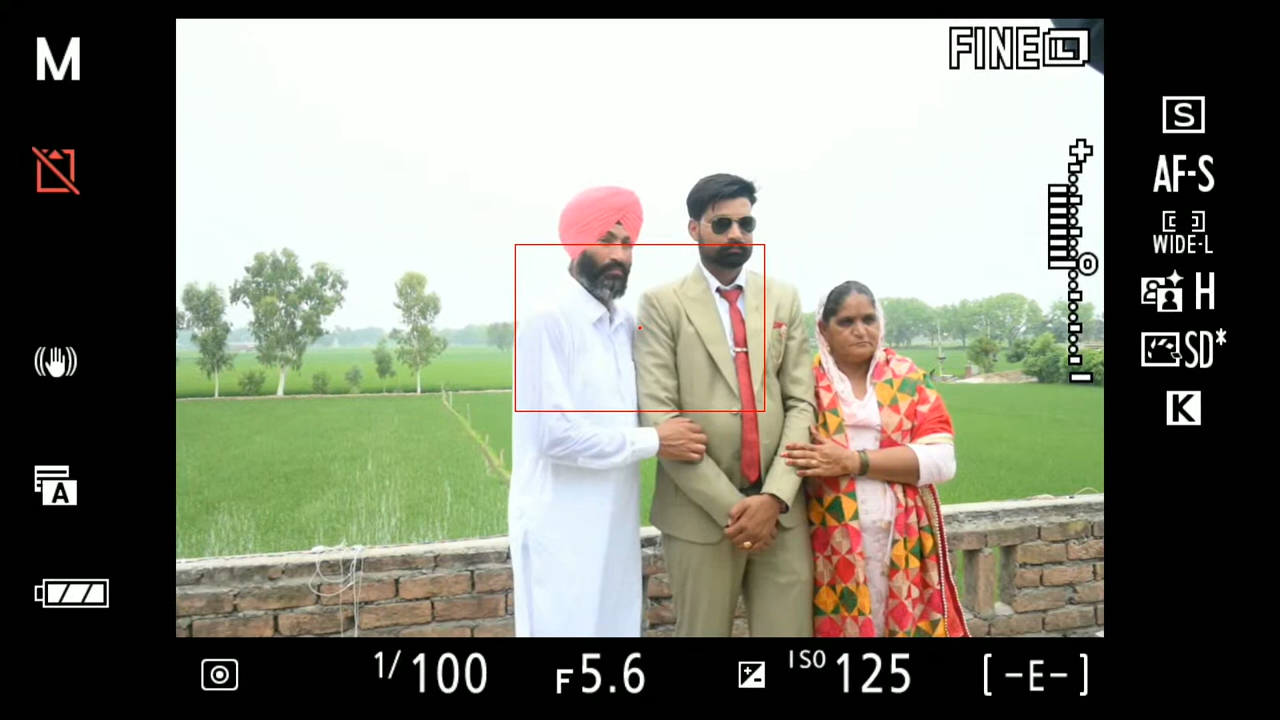 M
FINE L
S
AF-S
WIDE-L
H
SD*
A
K
1/100
F5.6
ISO 125
[-E-]